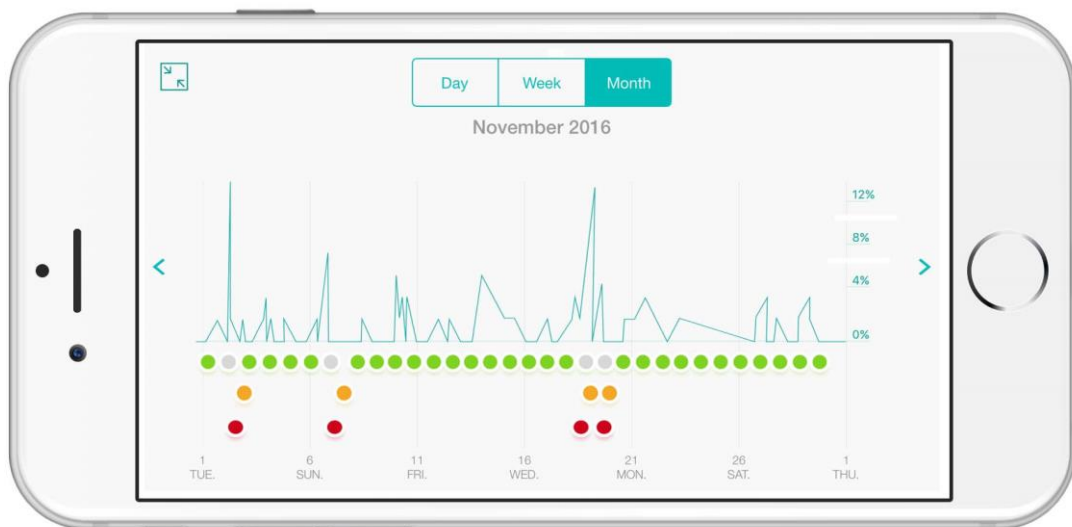 Day Week Month
November 2016
12%
8%
4%
0%
1 6 11 16 21 26 1
TUE. SUN. FRI. WED. MON. SAT. THU.